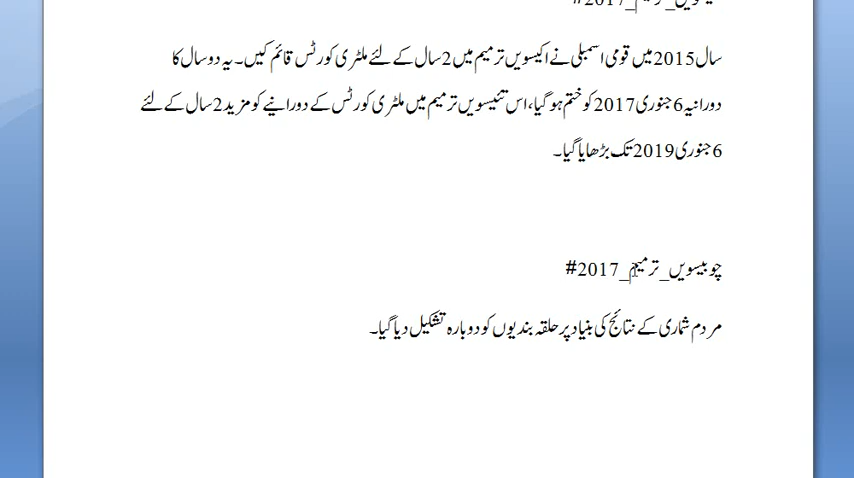 #2017_ترمیم_تئیسویں
سال 2015 میں قومی اسمبلی نے اکیسویں ترمیم میں 2 سال کے لئے ملٹری کورٹس قائم کیں۔ یہ دو سال کا
دورانیہ 6 جنوری 2017 کو ختم ہو گیا، اس تئیسویں ترمیم میں ملٹری کورٹس کے دورانیے کو مزید 2 سال کے لئے
6 جنوری 2019 تک بڑھایا گیا۔
چوبیسویں_ترمیم_2017#
مردم شماری کے نتائج کی بنیاد پر حلقہ بندیوں کو دوبارہ تشکیل دیا گیا۔